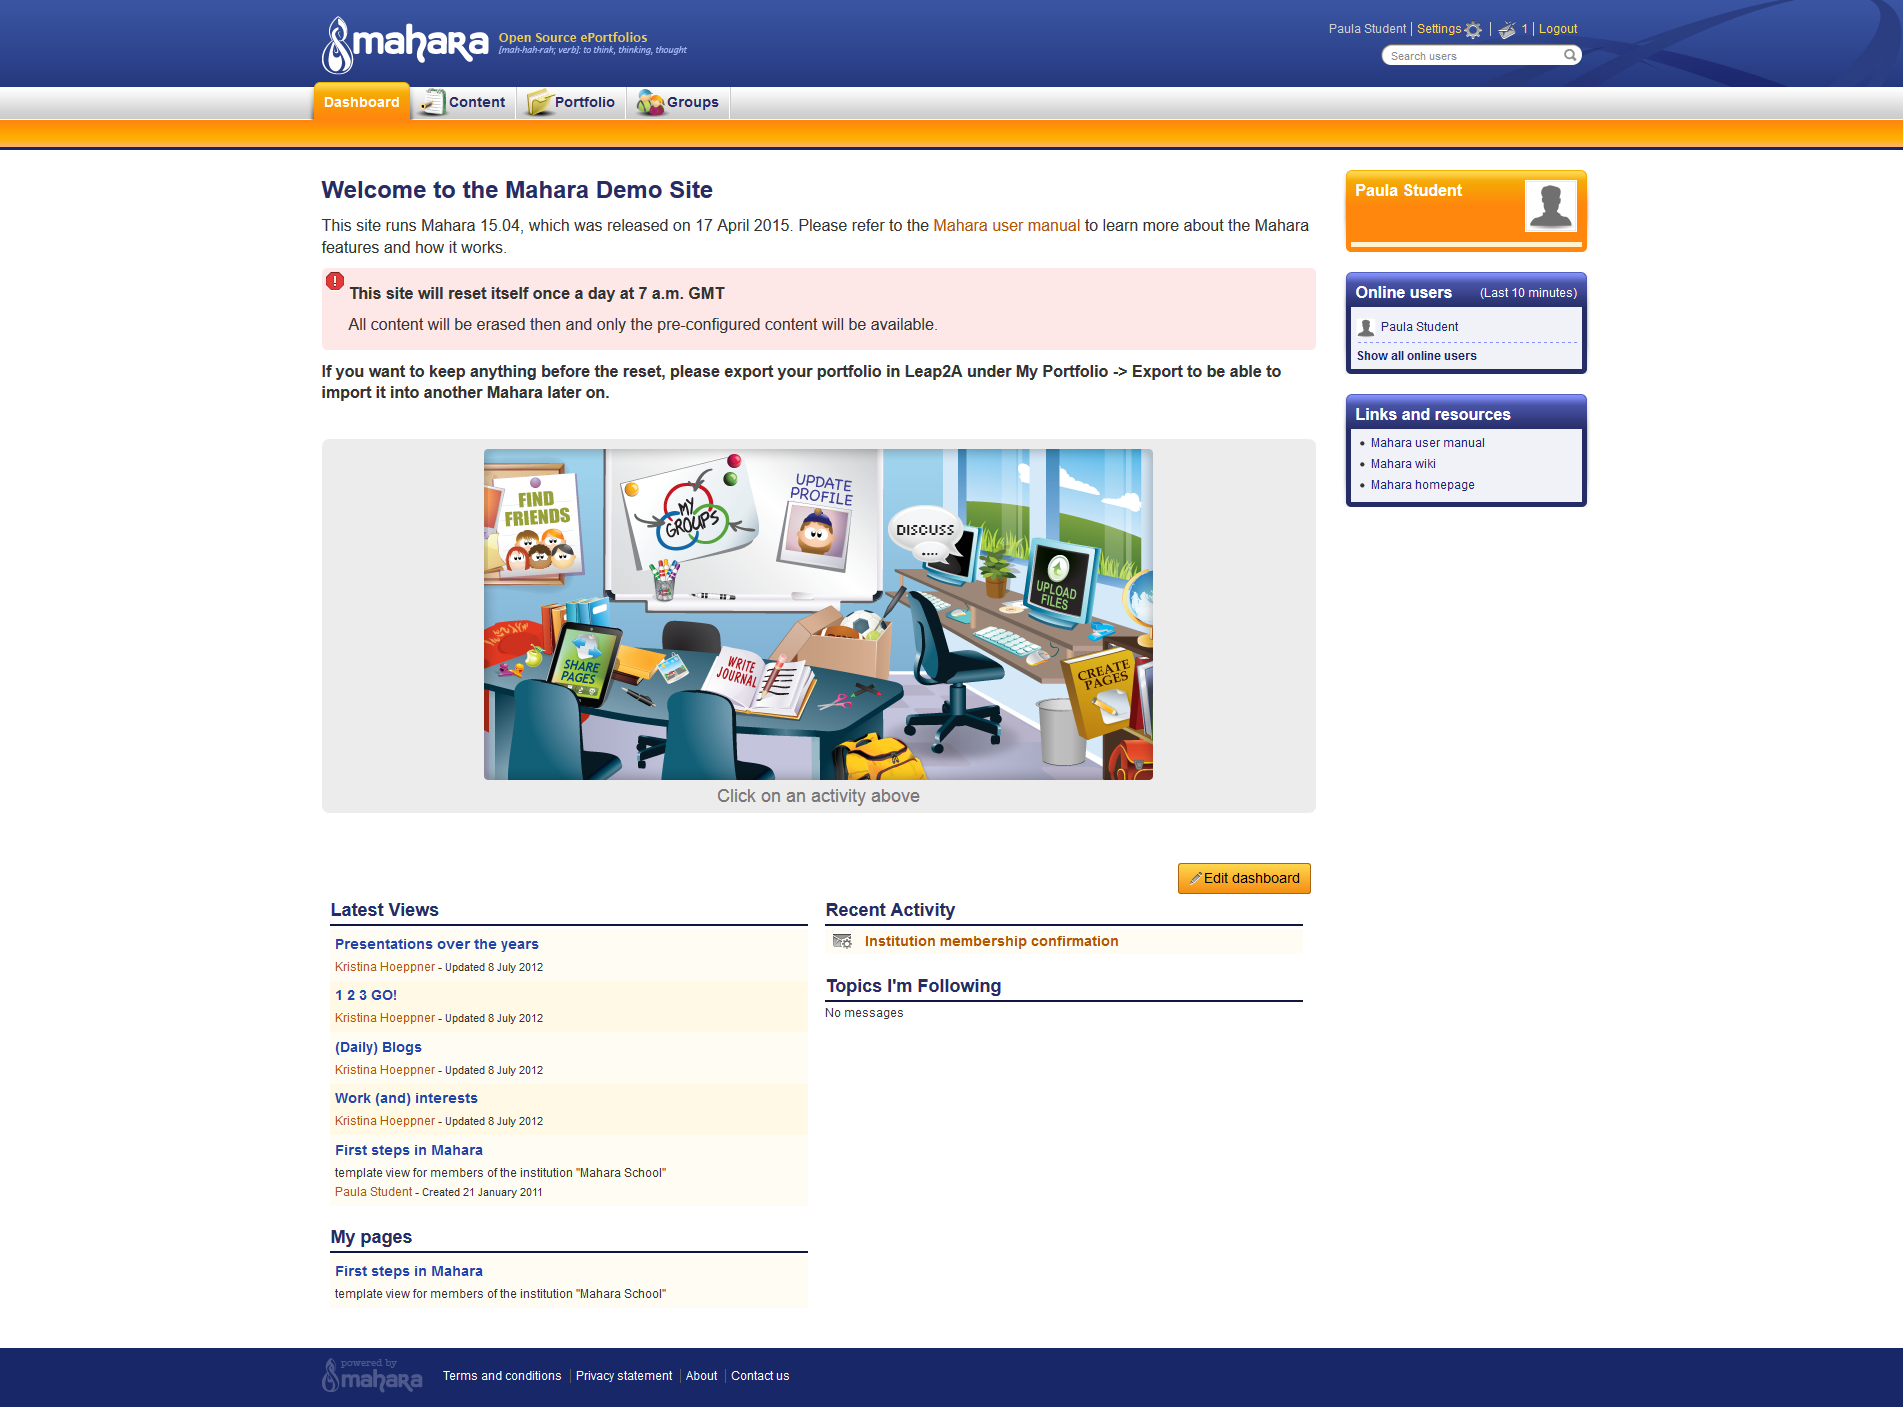 mahara
Open Source ePortfolios
[mah-hah-rah; verb]: to think, thinking, thought
Paula Student | Settings | 1 | Logout
Search users
Dashboard
Content
Portfolio
Groups
Welcome to the Mahara Demo Site
This site runs Mahara 15.04, which was released on 17 April 2015. Please refer to the Mahara user manual to learn more about the Mahara
features and how it works.
This site will reset itself once a day at 7 a.m. GMT
All content will be erased then and only the pre-configured content will be available.
If you want to keep anything before the reset, please export your portfolio in Leap2A under My Portfolio -> Export to be able to
import it into another Mahara later on.
FIND
FRIENDS
MY
GROUPS
UPDATE
PROFILE
DISCUSS
....
UPLOAD
FILES
SHARE
PAGES
WRITE
JOURNAL
CREATE
PAGES
Click on an activity above
Edit dashboard
Latest Views
Presentations over the years
Kristina Hoeppner - Updated 8 July 2012
1 2 3 GO!
Kristina Hoeppner - Updated 8 July 2012
(Daily) Blogs
Kristina Hoeppner - Updated 8 July 2012
Work (and) interests
Kristina Hoeppner - Updated 8 July 2012
First steps in Mahara
template view for members of the institution "Mahara School"
Paula Student - Created 21 January 2011
My pages
First steps in Mahara
template view for members of the institution "Mahara School"
Recent Activity
Institution membership confirmation
Topics I'm Following
No messages
Paula Student
Online users (Last 10 minutes)
Paula Student
Show all online users
Links and resources
Mahara user manual
Mahara wiki
Mahara homepage
powered by
mahara
Terms and conditions | Privacy statement | About | Contact us